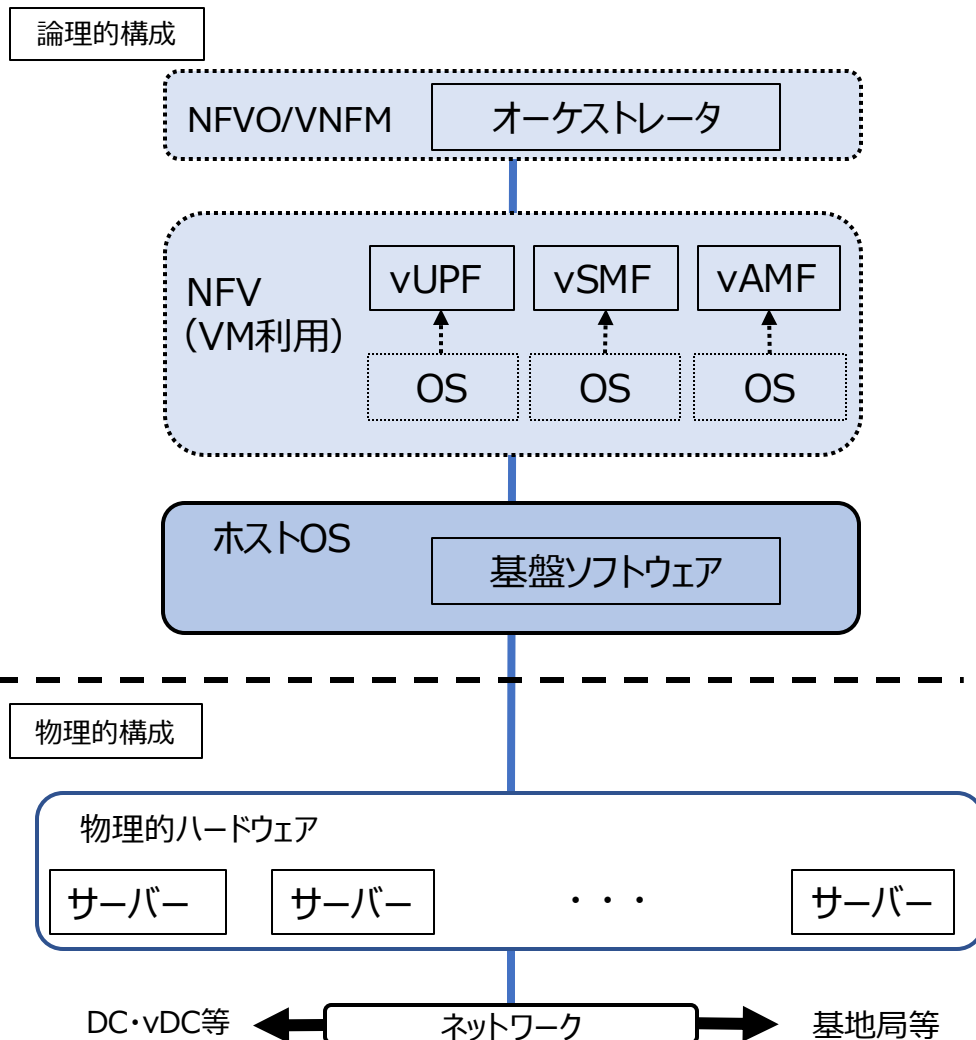 論理的構成
NFVO/VNFM オーケストレータ
vUPF vSMF vAMF
NFV
(VM利用)
OS OS OS
ホストOS
基盤ソフトウェア
物理的構成
物理的ハードウェア
サーバー サーバー ・・・ サーバー
DC・vDC等 ネットワーク 基地局等